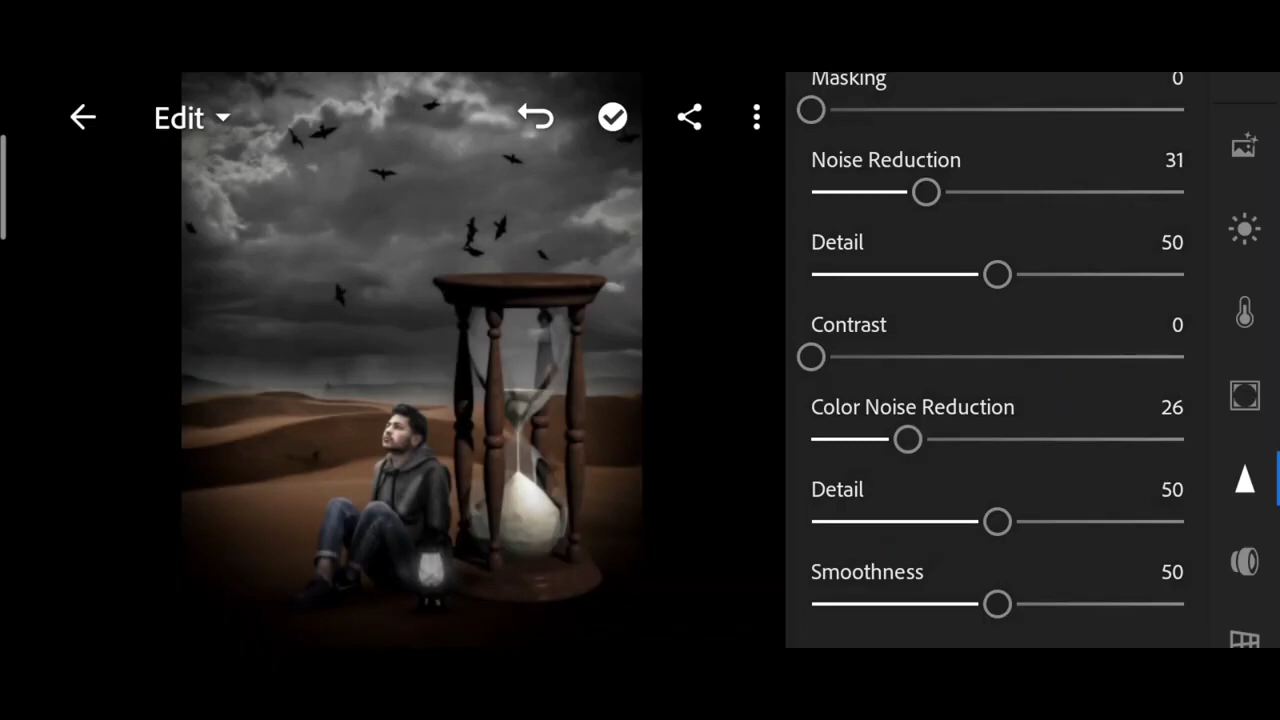 Edit
Masking 0
Noise Reduction 31
Detail 50
Contrast 0
Color Noise Reduction 26
Detail 50
Smoothness 50